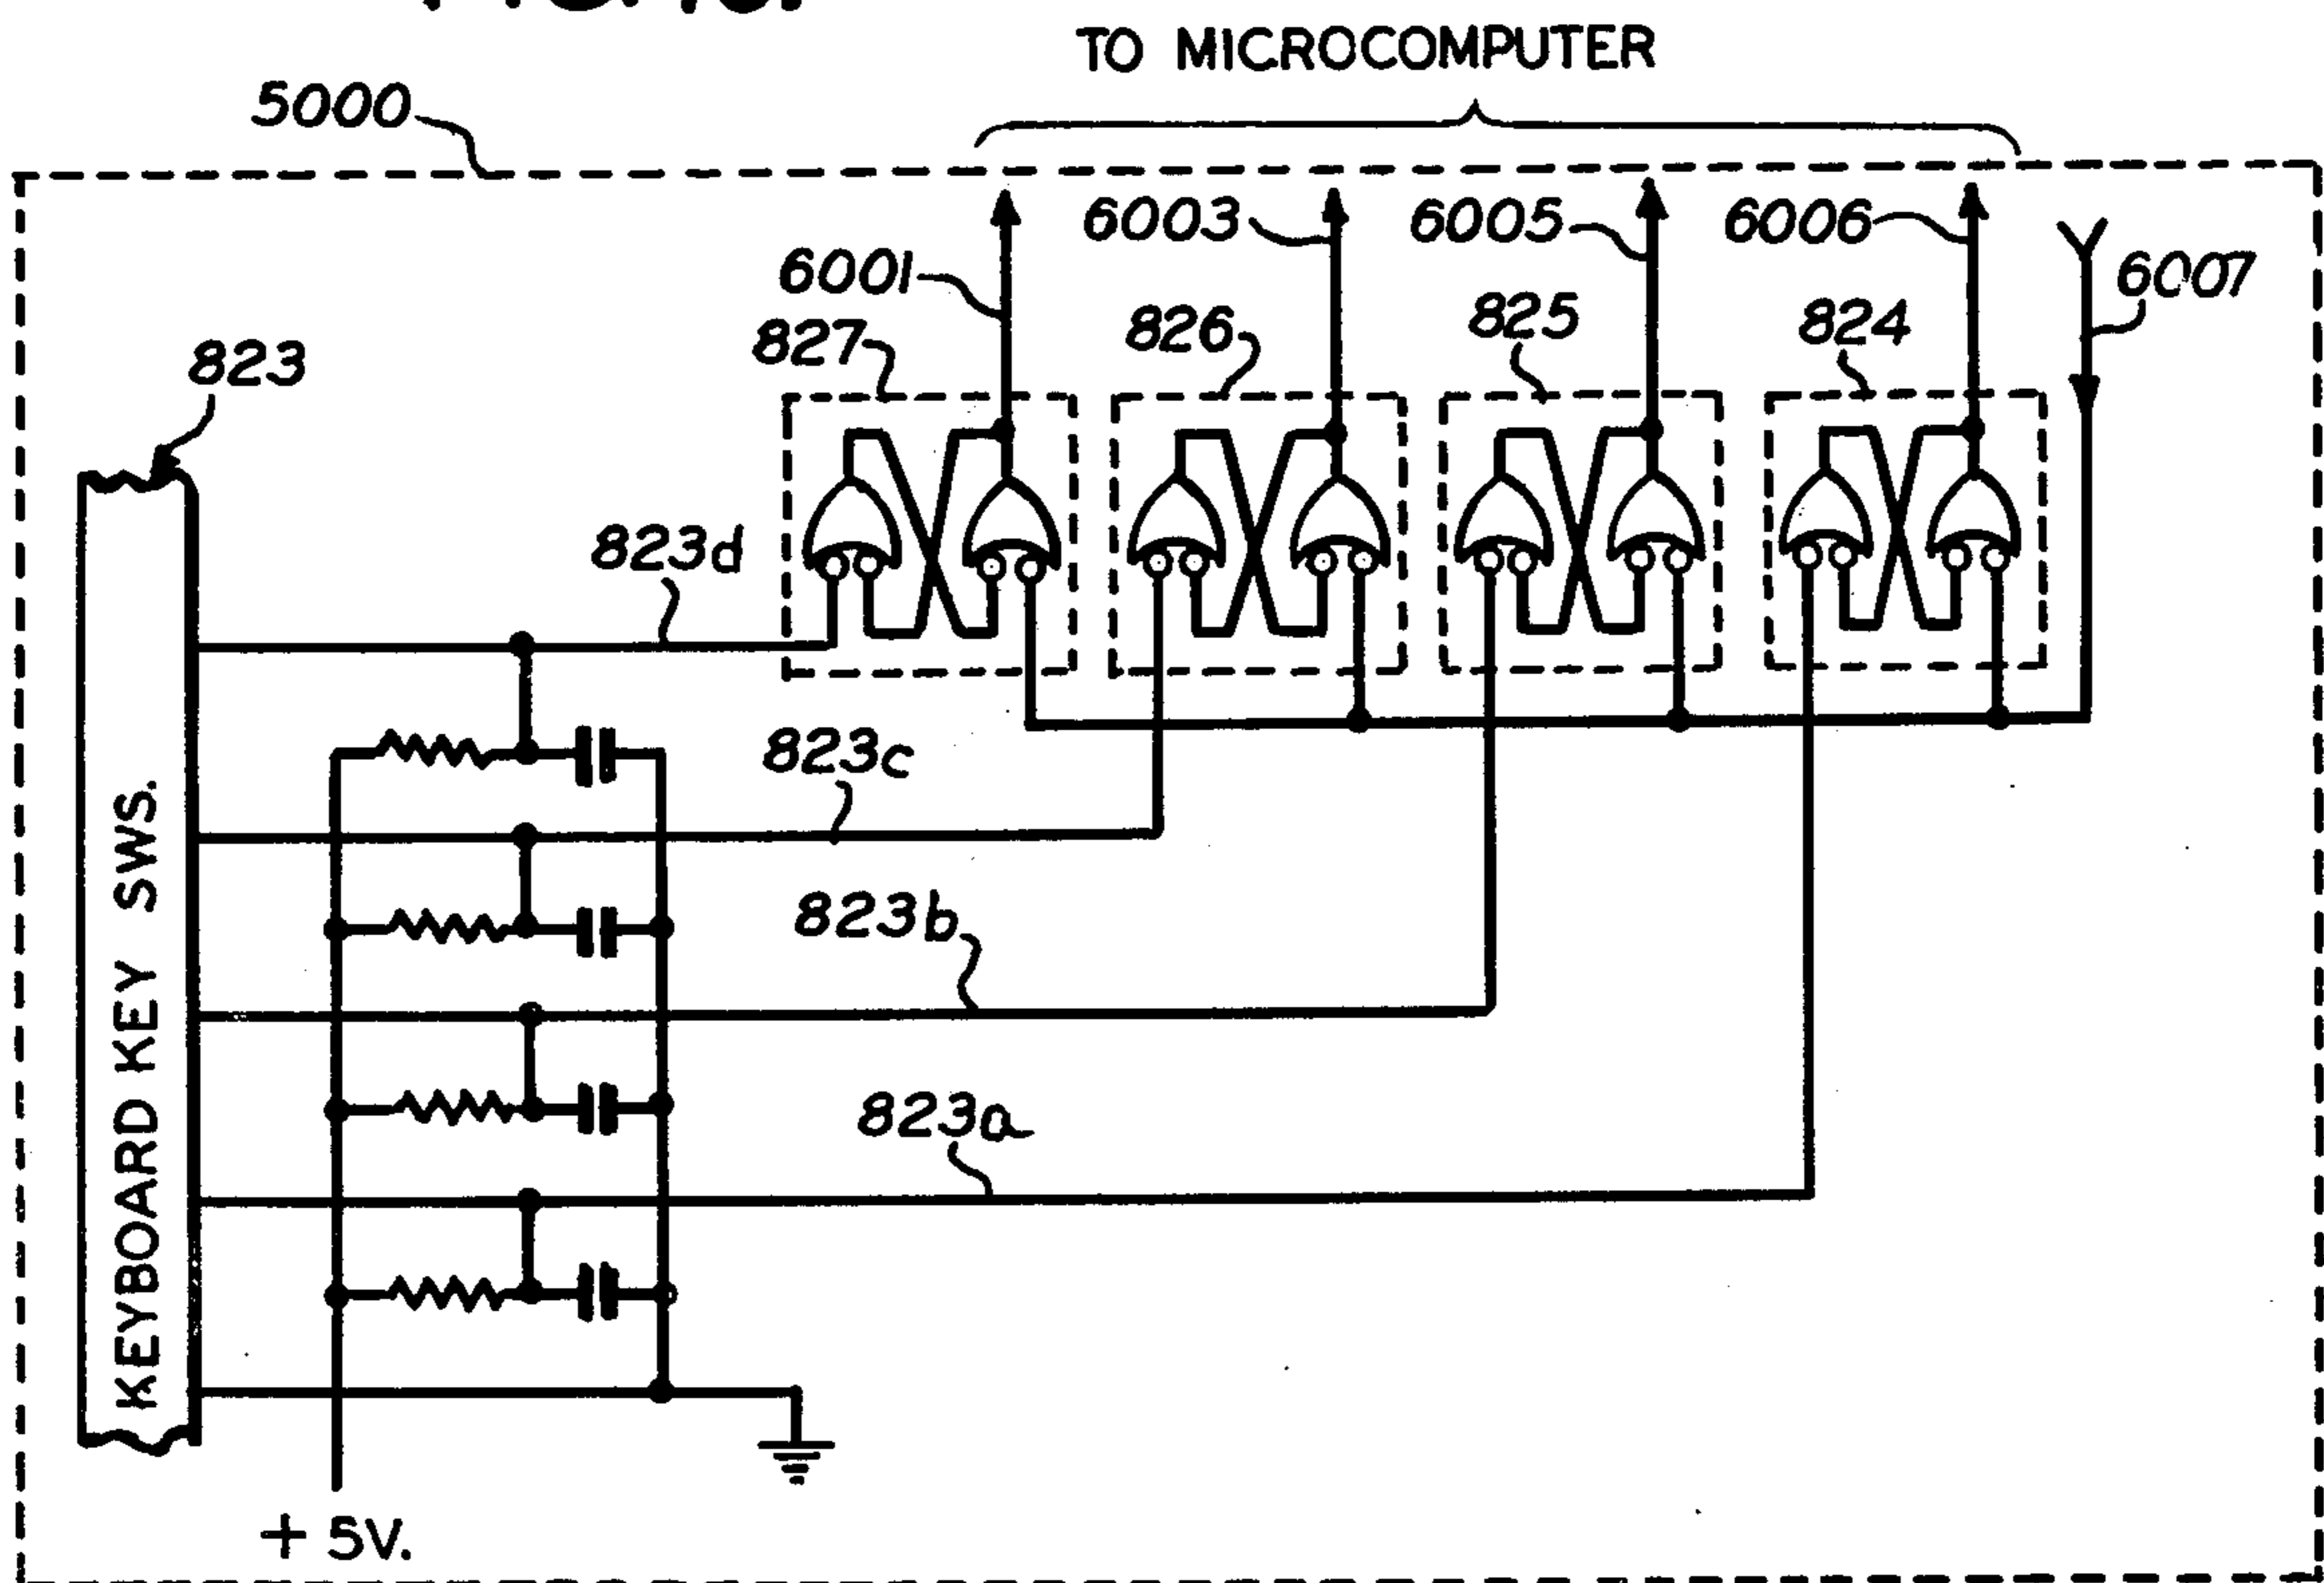 TO MICROCOMPUTER
5000
6003
6005
6006
6001
6007
827
826
825
824
823
823d
823c
823b
823a
KEYBOARD KEY SWS.
+ 5V.